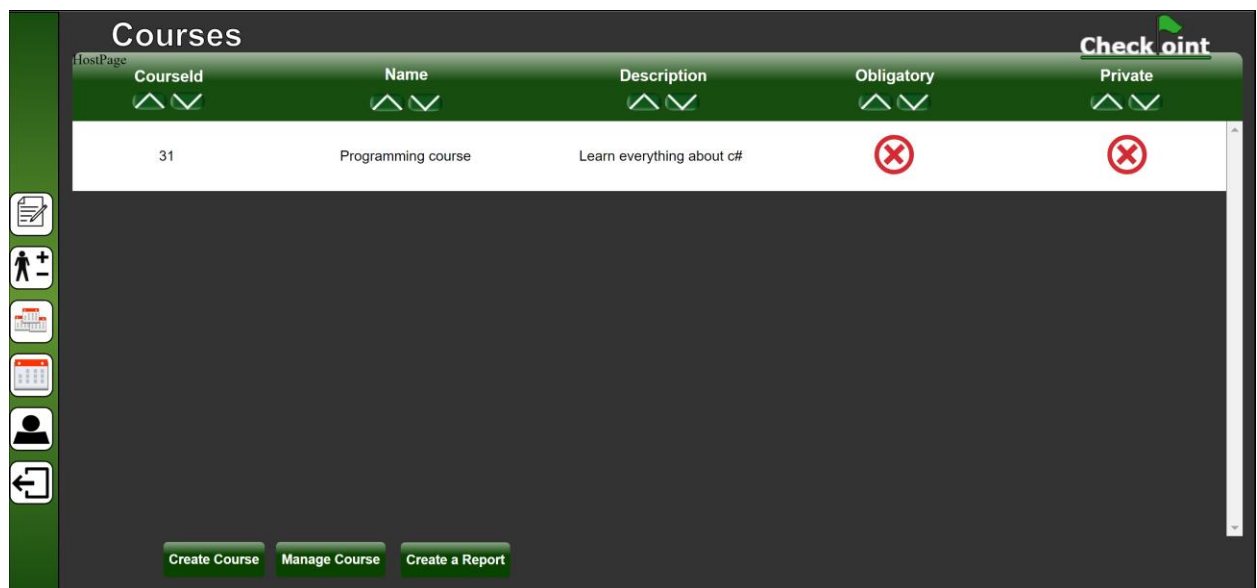 Courses
Check oint
HostPage
CourseId Name Description Obligatory Private
31 Programming course Learn everything about c#
Create Course Manage Course Create a Report